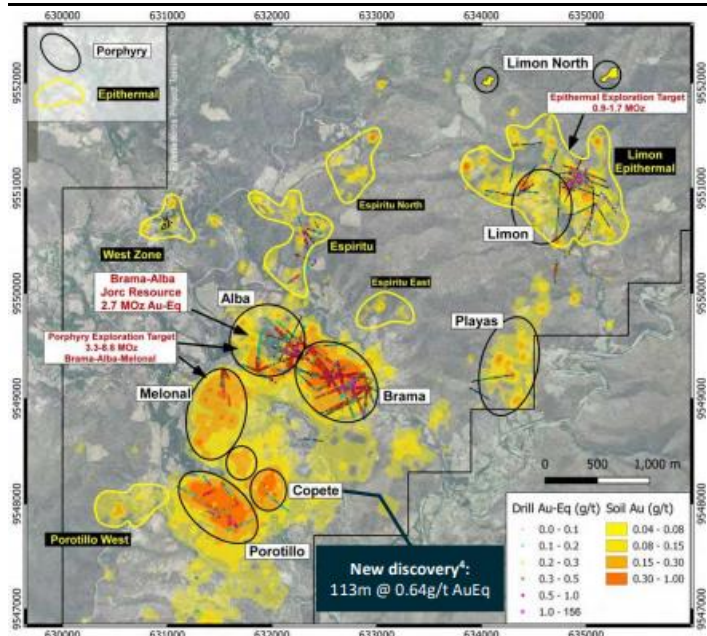 630000
631000
632000
633000
634000
635000
Porphyry
Epithermal
Limon North
Epithermal Exploration Target
0.9-1.7 MOz
Limon
Epithermal
Limon
Espiritu North
West Zone
Espiritu
Espiritu East
Brama-Alba
Jorc Resource
2.7 MOz Au-Eq
Alba
Porphyry Exploration Target
Brama-Alba-Melonal
Playas
Melonal
Brama
Copete
Porotillo West
Porotillo
New discovery⁴:
113m @ 0.64g/t AuEq
0 500 1,000 m
Drill Au-Eq (g/t)
0.0 - 0.1
0.1 - 0.2
0.2 - 0.3
0.3 - 0.5
0.5 - 1.0
1.0 - 156
Soil Au (g/t)
0.04 - 0.08
0.08 - 0.15
0.15 - 0.30
0.30 - 1.00
9552000
9551000
9550000
9549000
9548000
9547000
9552000
9551000
9550000
9549000
9548000
9547000
630000
631000
632000
633000
634000
635000